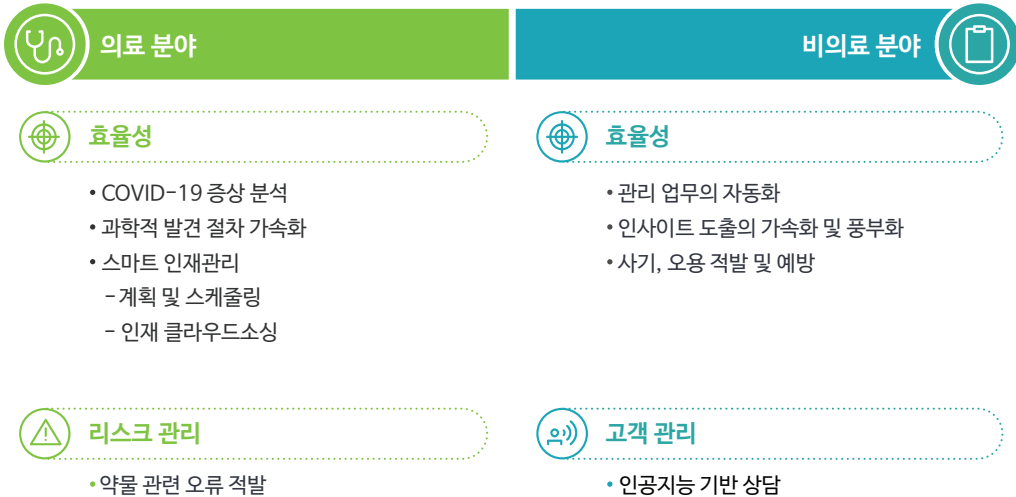 의료 분야
비의료 분야
효율성
• COVID-19 증상 분석
• 과학적 발견 절차 가속화
• 스마트 인재관리
- 계획 및 스케줄링
- 인재 클라우드소싱
효율성
• 관리 업무의 자동화
• 인사이트 도출의 가속화 및 풍부화
• 사기, 오용 적발 및 예방
리스크 관리
• 약물 관련 오류 적발
고객 관리
• 인공지능 기반 상담